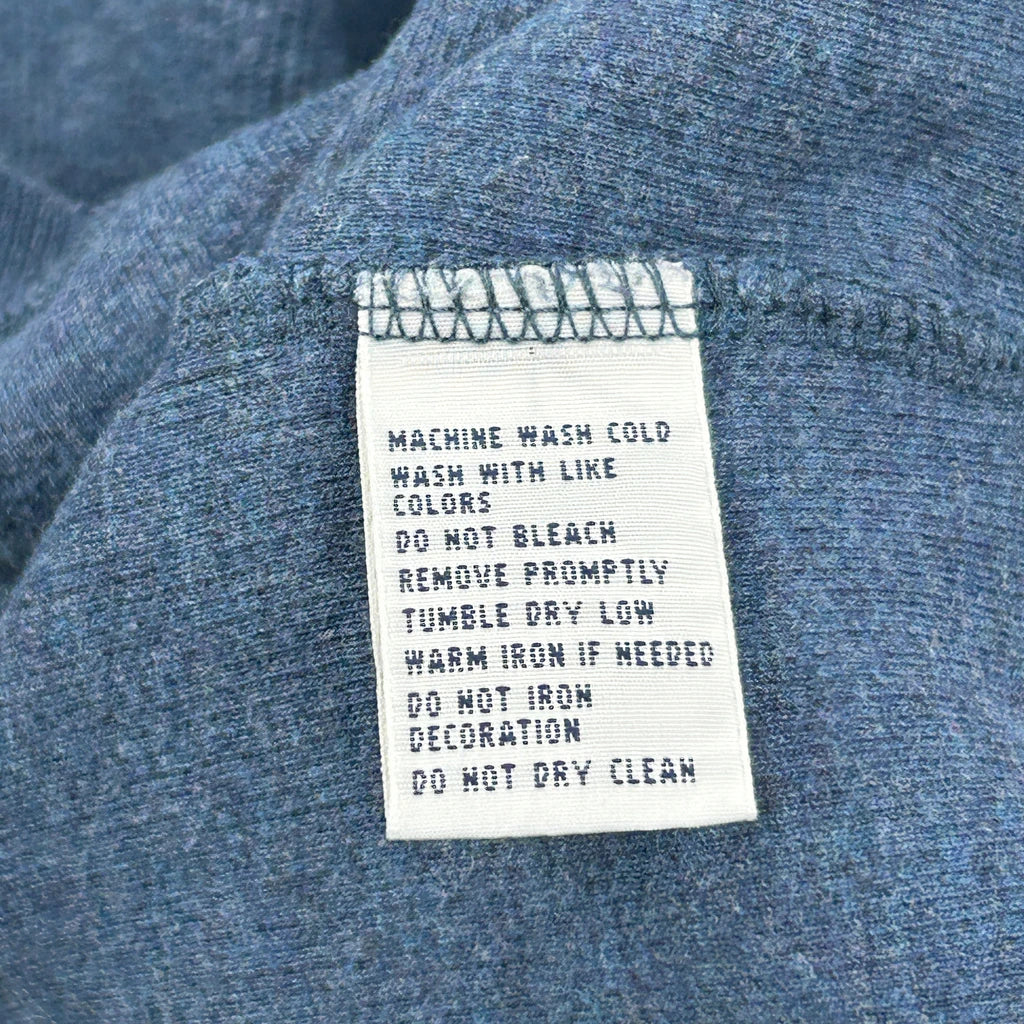 MACHINE WASH COLD
WASH WITH LIKE
COLORS
DO NOT BLEACH
REMOVE PROMPTLY
TUMBLE DRY LOW
WARM IRON IF NEEDED
DO NOT IRON
DECORATION
DO NOT DRY CLEAN